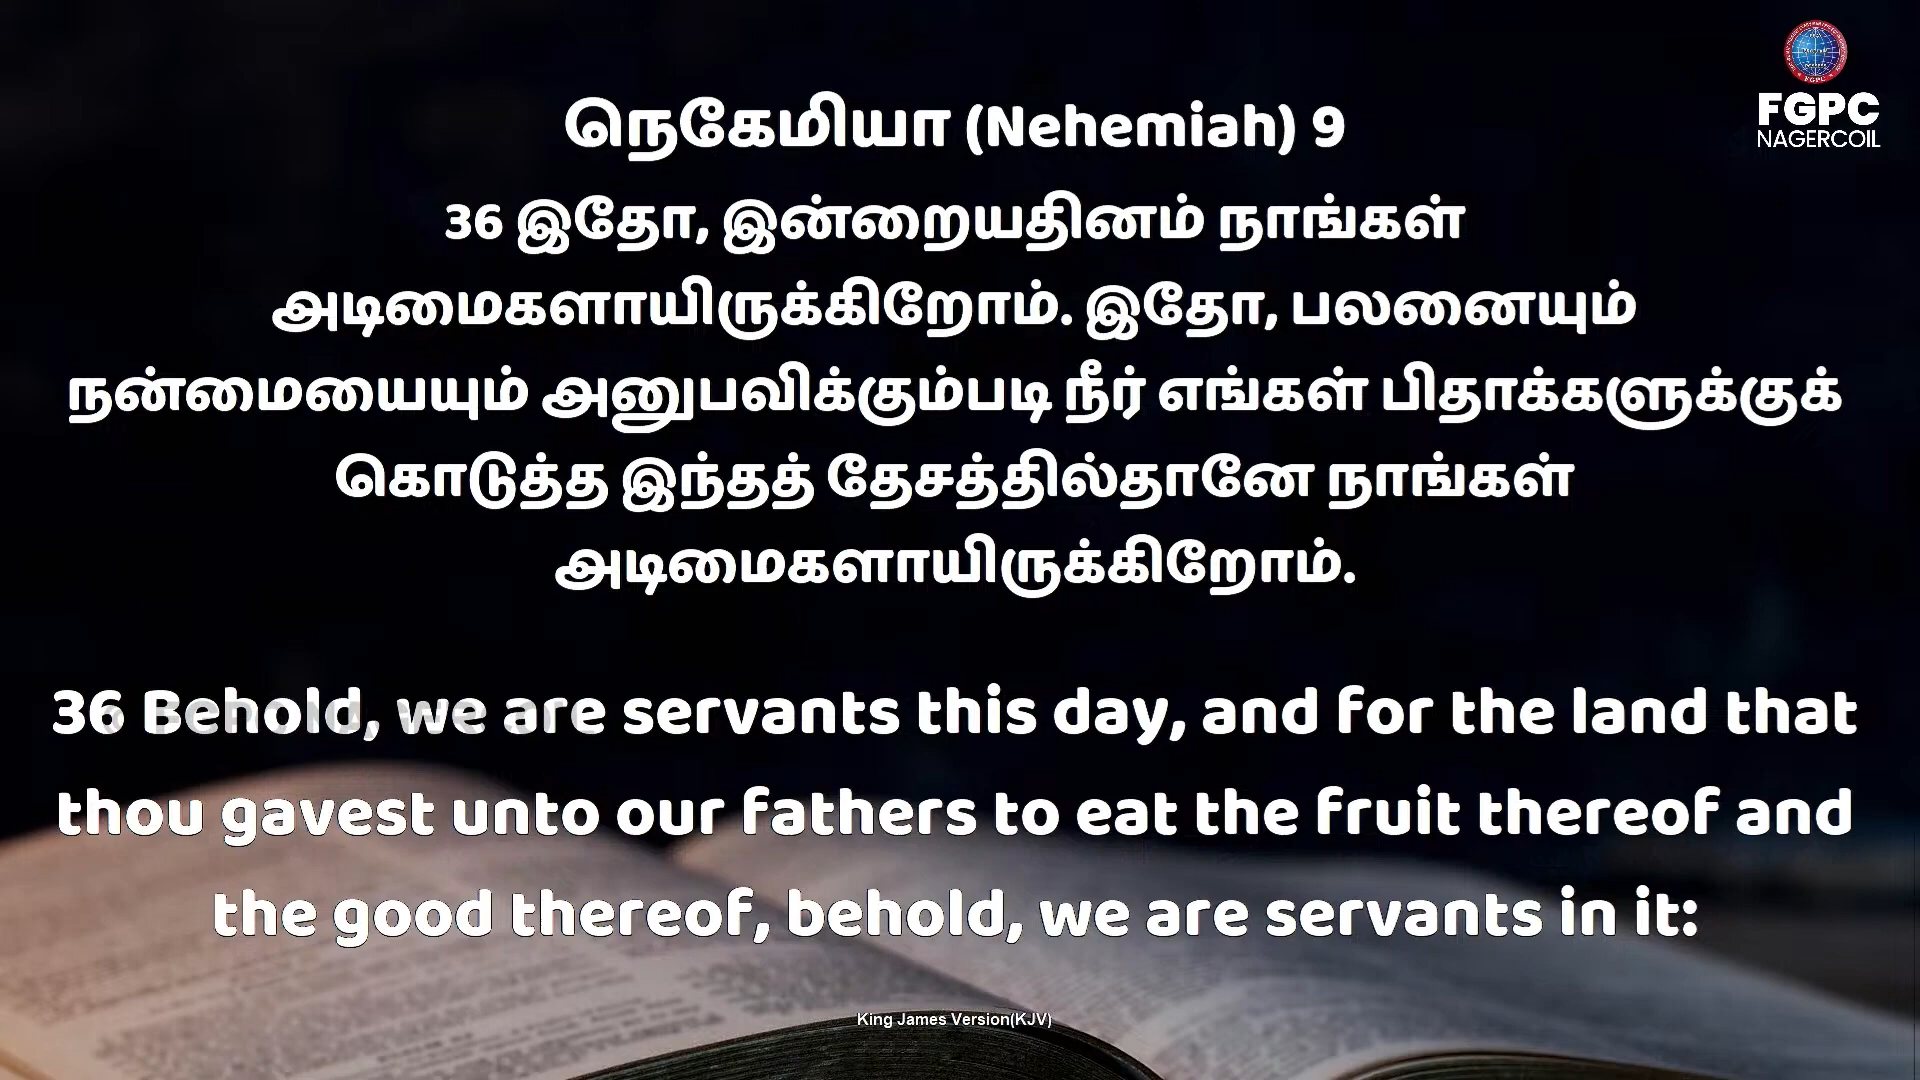 FGPC
NAGERCOIL
நெகேமியா (Nehemiah) 9
36 இதோ, இன்றையதினம் நாங்கள்
அடிமைகளாயிருக்கிறோம். இதோ, பலனையும்
நன்மையையும் அனுபவிக்கும்படி நீர் எங்கள் பிதாக்களுக்குக்
கொடுத்த இந்தத் தேசத்தில்தானே நாங்கள்
அடிமைகளாயிருக்கிறோம்.
36 Behold, we are servants this day, and for the land that
thou gavest unto our fathers to eat the fruit thereof and
the good thereof, behold, we are servants in it:
King James Version(KJV)